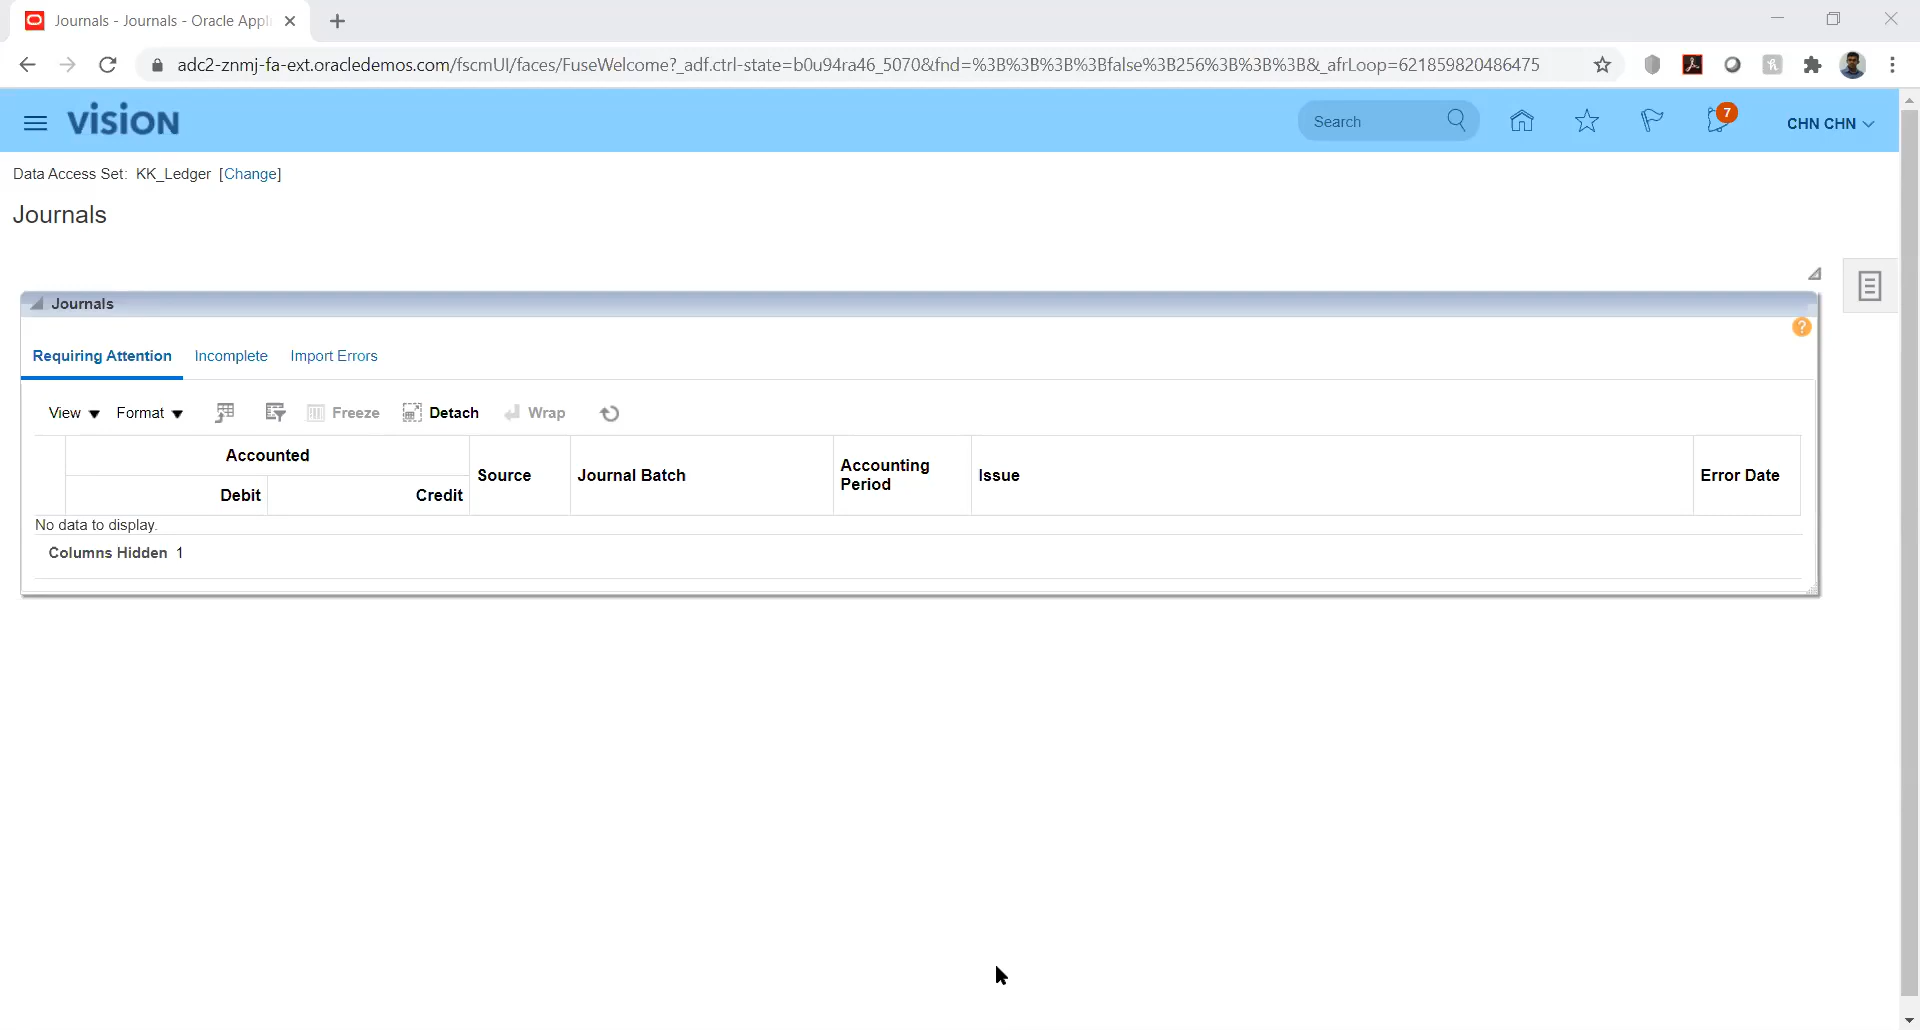 Journals - Journals - Oracle Appli
adc2-znmj-fa-ext.oracledemos.com/fscmUI/faces/FuseWelcome?_adf.ctrl-state=b0u94ra46_5070&fnd=%3B%3B%3B%3Bfalse%3B256%3B%3B%3B&_afrLoop=621859820486475
VISION
Search
7
CHN CHN
Data Access Set: KK_Ledger [Change]
Journals
Journals
?
Requiring Attention Incomplete Import Errors
View Format Freeze Detach Wrap
Accounted
Debit Credit Source Journal Batch Accounting Period Issue Error Date
No data to display.
Columns Hidden 1